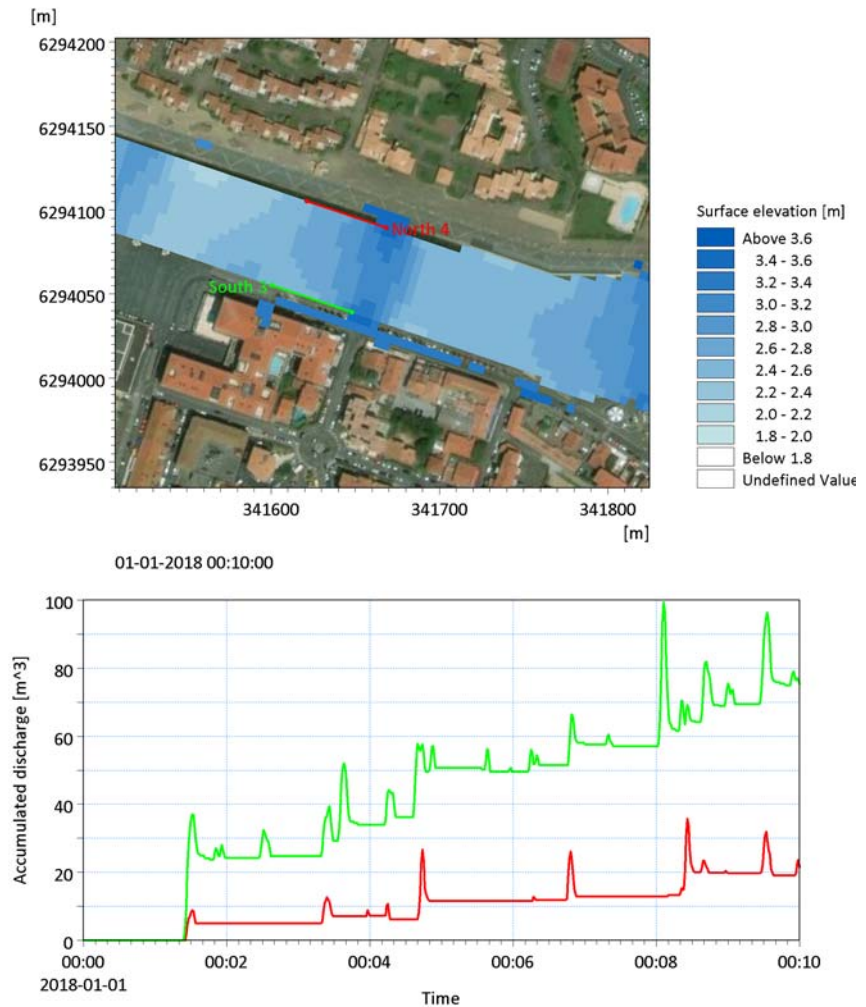 [m]
6294200
6294150
6294100
6294050
6294000
6293950
North 4
South 3
341600
341700
341800
[m]
Surface elevation [m]
Above 3.6
3.4 - 3.6
3.2 - 3.4
3.0 - 3.2
2.8 - 3.0
2.6 - 2.8
2.4 - 2.6
2.2 - 2.4
2.0 - 2.2
1.8 - 2.0
Below 1.8
Undefined Value
01-01-2018 00:10:00
Accumulated discharge [m^3]
100
80
60
40
20
0
00:00
00:02
00:04
00:06
00:08
00:10
2018-01-01
Time